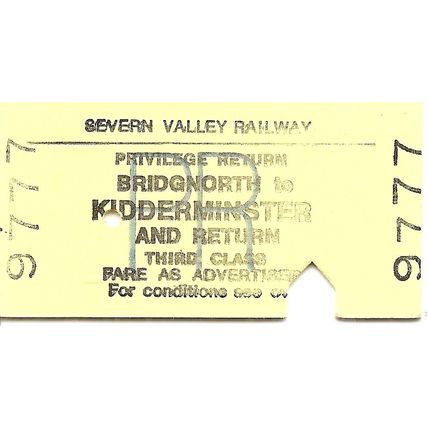 SEVERN VALLEY RAILWAY
PRIVILEGE RETURN
BRIDGNORTH to
KIDDERMINSTER
AND RETURN
THIRD CLASS
FARE AS ADVERTISED
For conditions see
PR
9777
9777